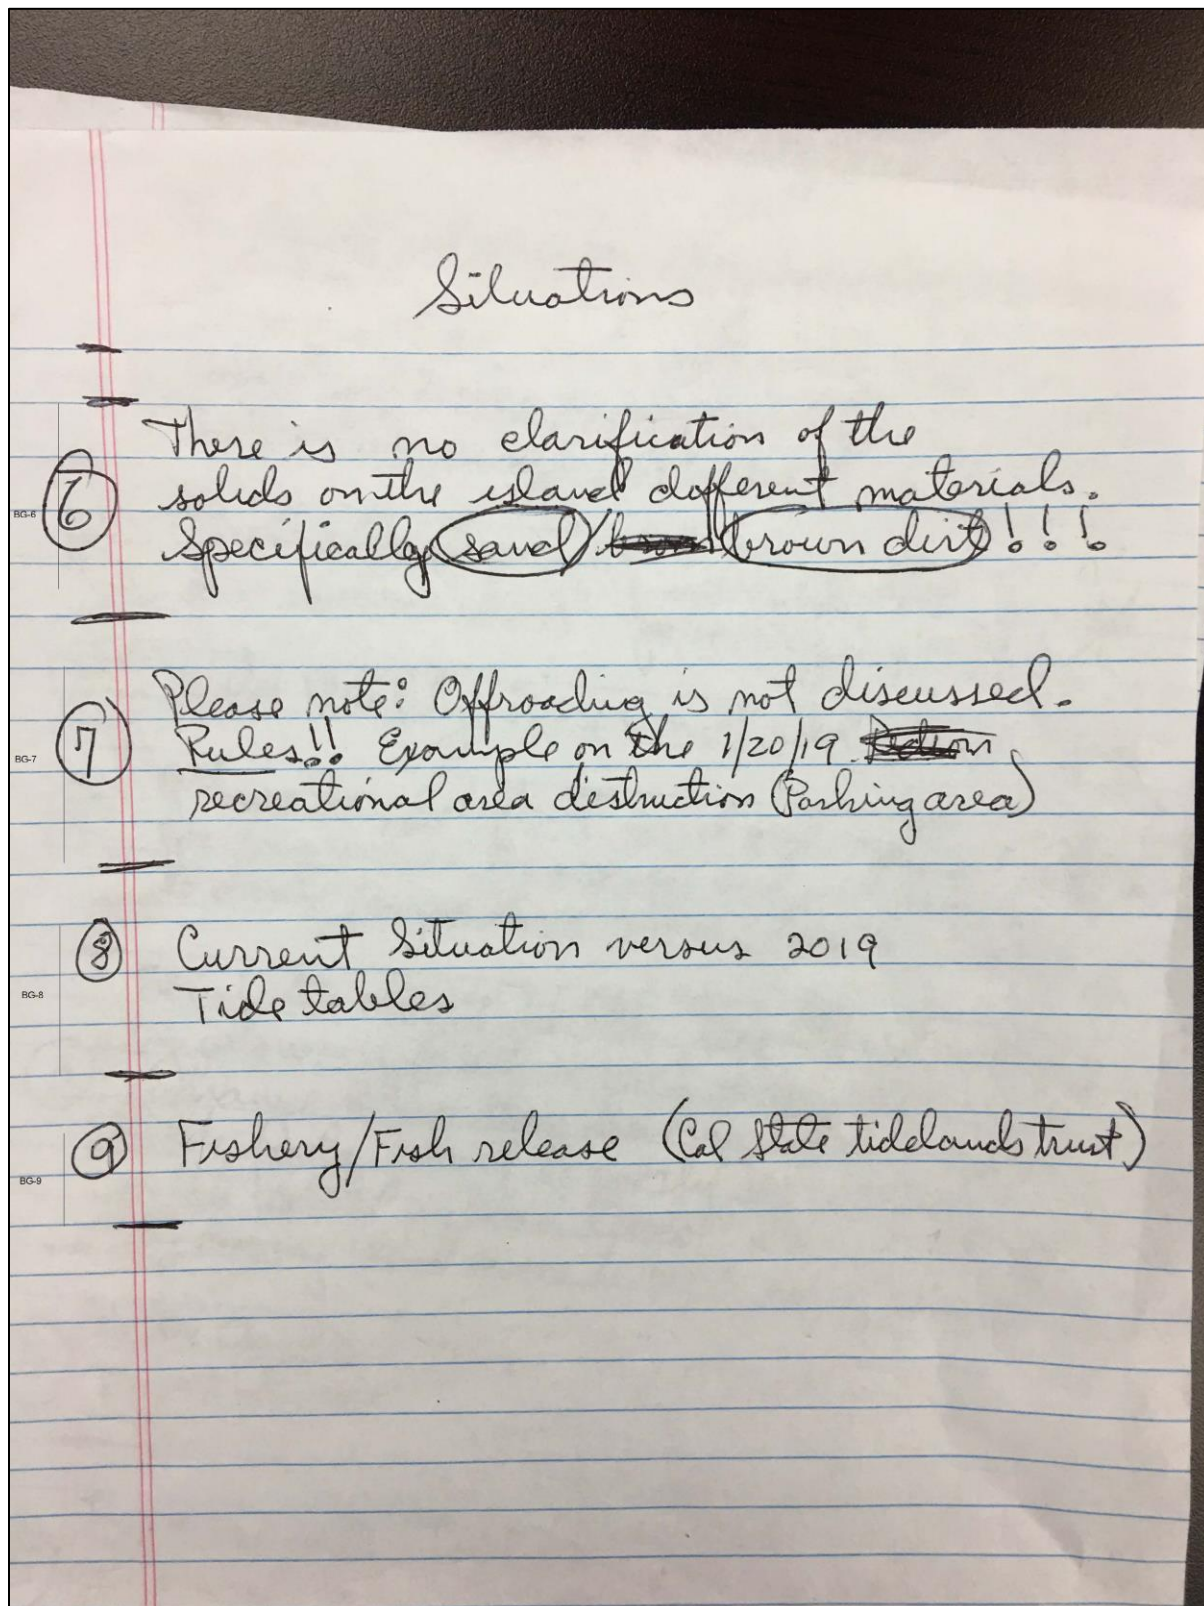 Situations
There is no clarification of the
BG-6 6 solids on the island different materials.
Specifically sand/ brown dirt!!!
Please note: Offroading is not discussed.
BG-7 7 Rules!! Example on the 1/20/19
recreational area destruction (Parking area)
8 Current Situation versus 2019
BG-8 Tide tables
9 Fishery/Fish release (Cal State tidelands trust)
BG-9